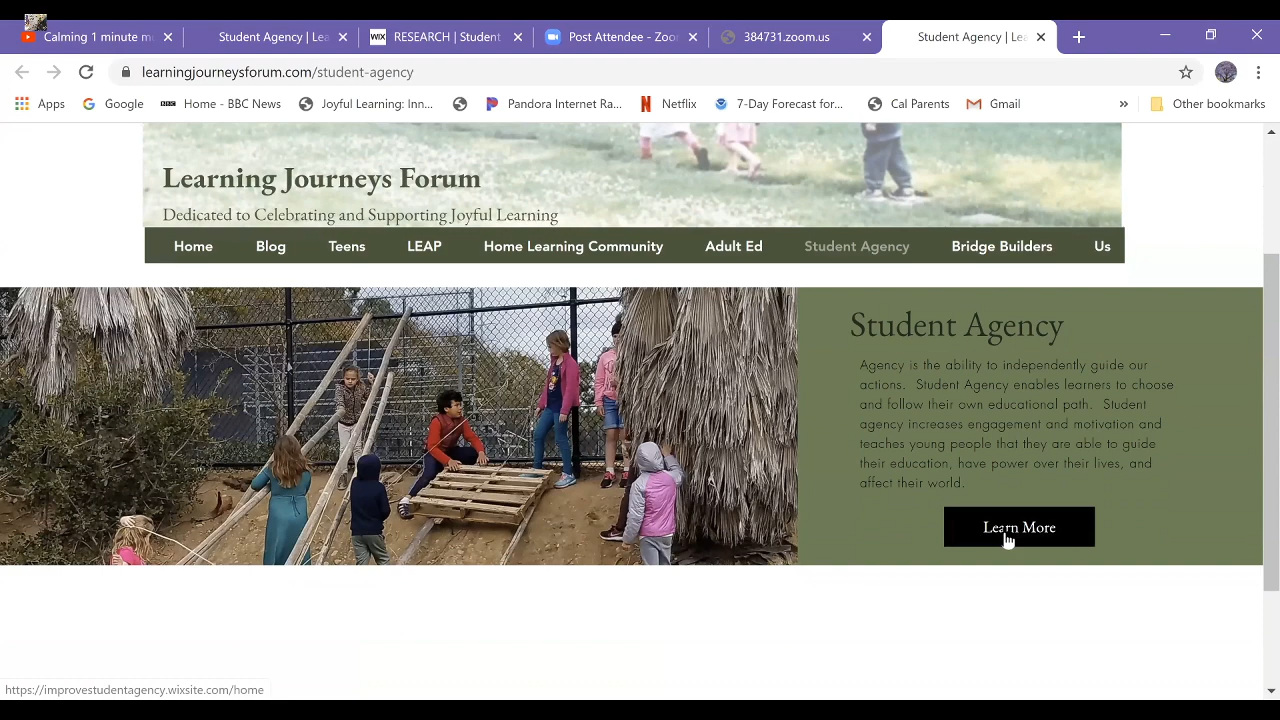 Calming 1 minute m
Student Agency | Lea
WIX RESEARCH | Student
Post Attendee - Zoo
384731.zoom.us
Student Agency | Lea
learningjourneysforum.com/student-agency
Apps
Google
BBC Home - BBC News
Joyful Learning: Inn...
Pandora Internet Ra...
Netflix
7-Day Forecast for...
Cal Parents
Gmail
»
Other bookmarks
Learning Journeys Forum
Dedicated to Celebrating and Supporting Joyful Learning
Home Blog Teens LEAP Home Learning Community Adult Ed Student Agency Bridge Builders Us
Student Agency
Agency is the ability to independently guide our
actions. Student Agency enables learners to choose
and follow their own educational path. Student
agency increases engagement and motivation and
teaches young people that they are able to guide
their education, have power over their lives, and
affect their world.
Learn More
https://improvestudentagency.wixsite.com/home